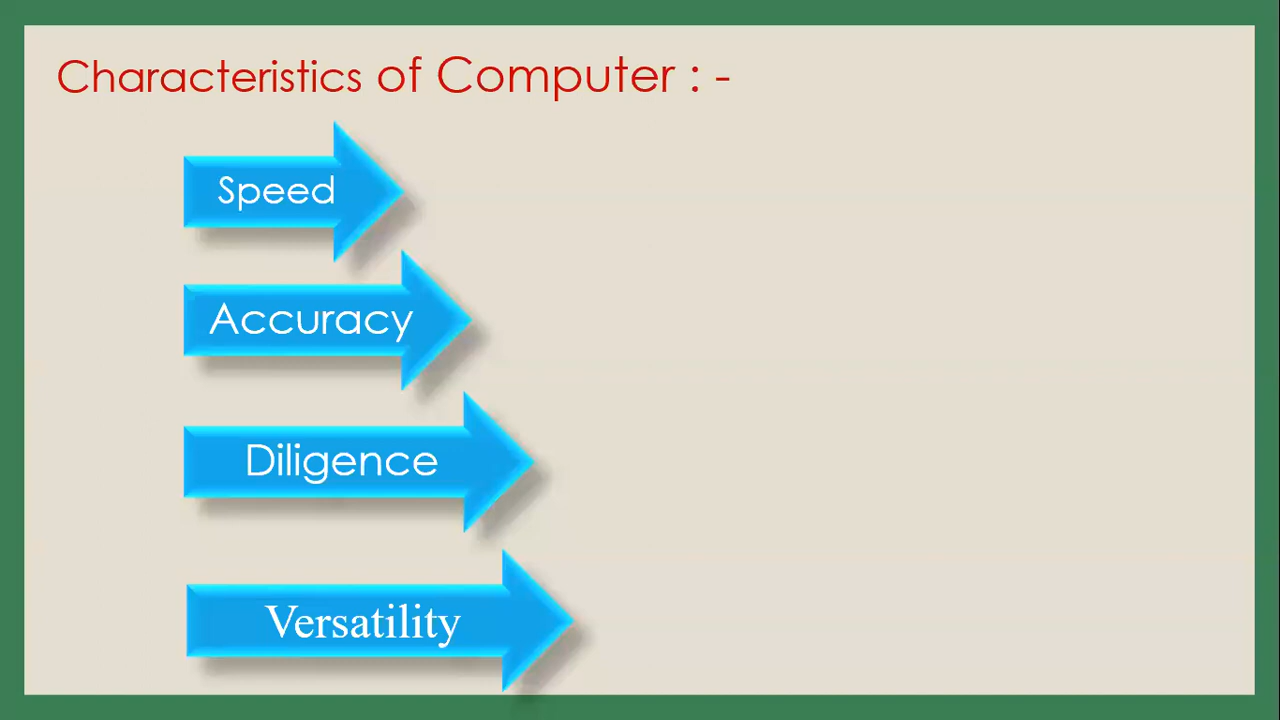 Characteristics of Computer : -
Speed
Accuracy
Diligence
Versatility